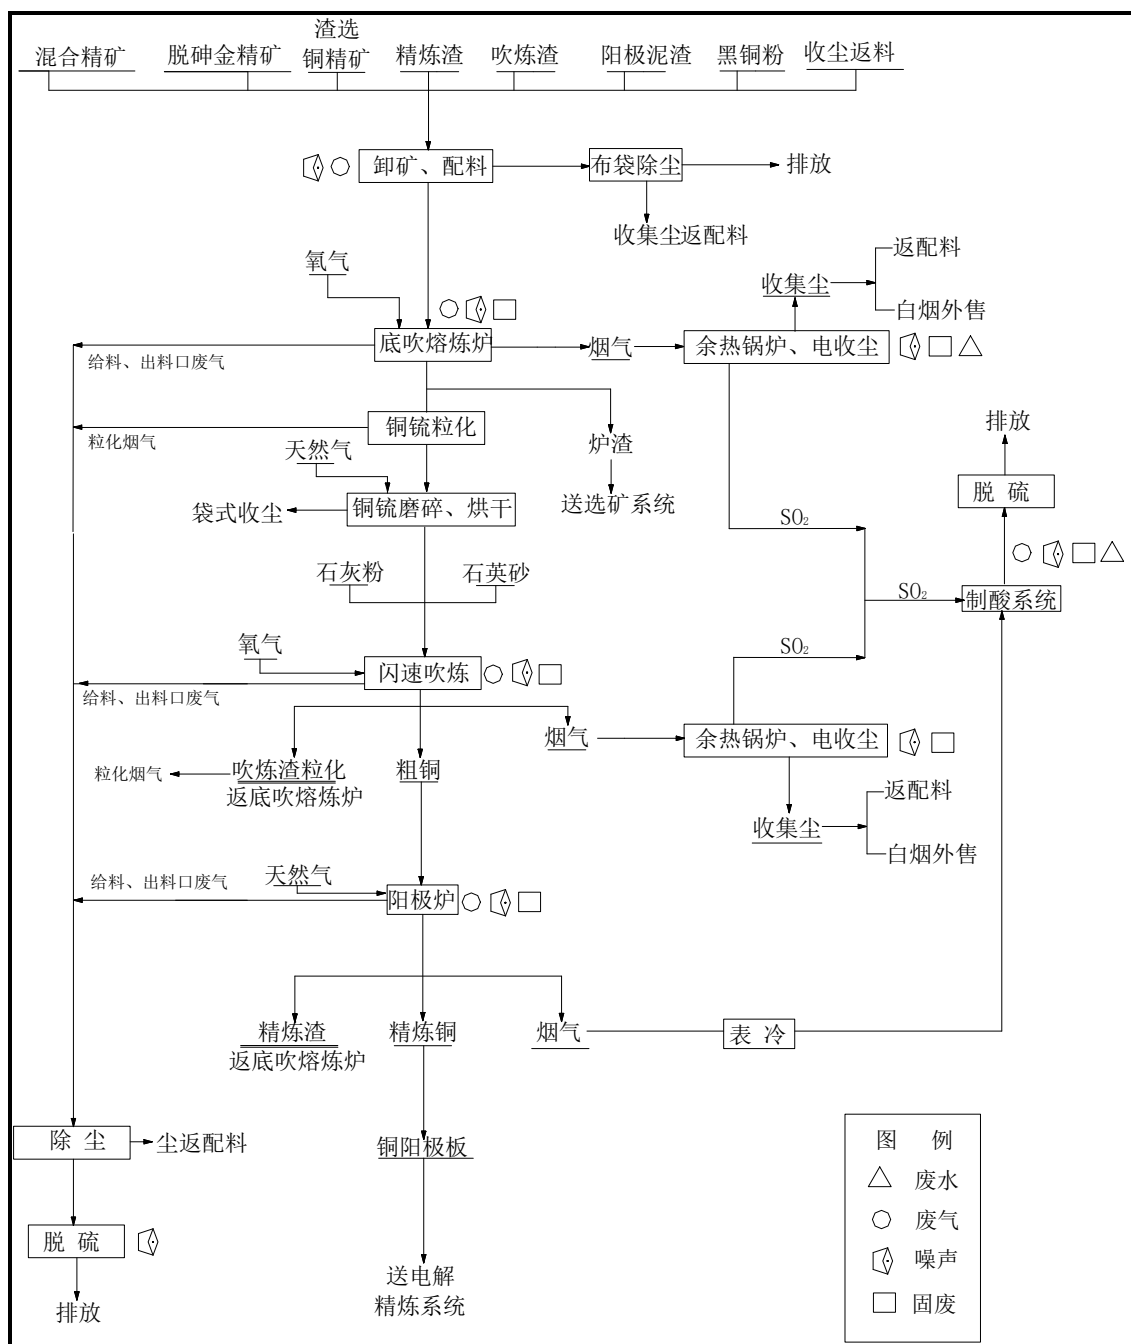 混合精矿
脱砷金精矿
渣选
铜精矿
精炼渣
吹炼渣
阳极泥渣
黑铜粉
收尘返料
卸矿、配料
布袋除尘
排放
收集尘返配料
氧气
收集尘
返配料
白烟外售
底吹熔炼炉
烟气
余热锅炉、电收尘
给料、出料口废气
铜锍粒化
粒化烟气
炉渣
排放
天然气
脱 硫
袋式收尘
铜锍磨碎、烘干
送选矿系统
SO₂
石灰粉
石英砂
SO₂
制酸系统
氧气
SO₂
闪速吹炼
给料、出料口废气
烟气
余热锅炉、电收尘
粒化烟气
吹炼渣粒化
返底吹熔炼炉
粗铜
返配料
收集尘
白烟外售
天然气
给料、出料口废气
阳极炉
精炼渣
返底吹熔炼炉
精炼铜
烟气
表 冷
除 尘
尘返配料
铜阳极板
脱 硫
排放
送电解
精炼系统
图 例
废水
废气
噪声
固废